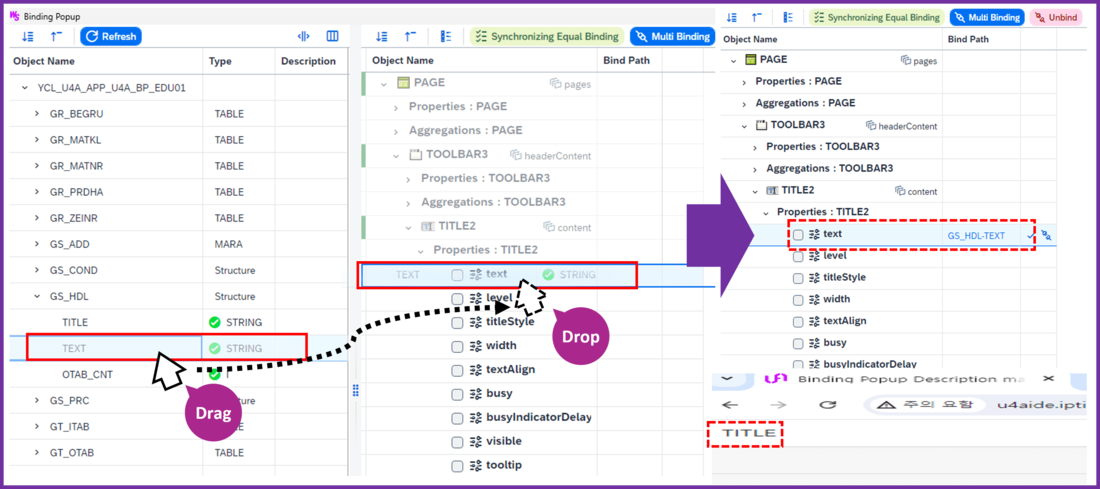 Binding Popup
Refresh
Object Name Type Description
YCL_U4A_APP_U4A_BP_EDU01
GR_BEGRU TABLE
GR_MATKL TABLE
GR_MATNR TABLE
GR_PRDHA TABLE
GR_ZEINR TABLE
GS_ADD MARA
GS_COND Structure
GS_HDL Structure
TITLE STRING
TEXT STRING
OTAB_CNT I
GS_PRC
GT_ITAB
GT_OTAB TABLE
Drag
Synchronizing Equal Binding Multi Binding
Object Name Bind Path
PAGE pages
Properties : PAGE
Aggregations : PAGE
TOOLBAR3 headerContent
Properties : TOOLBAR3
Aggregations : TOOLBAR3
TITLE2 content
Properties : TITLE2
TEXT text STRING
level
titleStyle
width
textAlign
busy
busyIndicatorDelay
visible
tooltip
Drop
Synchronizing Equal Binding Multi Binding Unbind
Object Name Bind Path
PAGE pages
Properties : PAGE
Aggregations : PAGE
TOOLBAR3 headerContent
Properties : TOOLBAR3
Aggregations : TOOLBAR3
TITLE2 content
Properties : TITLE2
text GS_HDL-TEXT
level
titleStyle
width
textAlign
busy
busyIndicatorDelay
Binding Popup Description ma
주의 요함 u4aide.ipti
TITLE